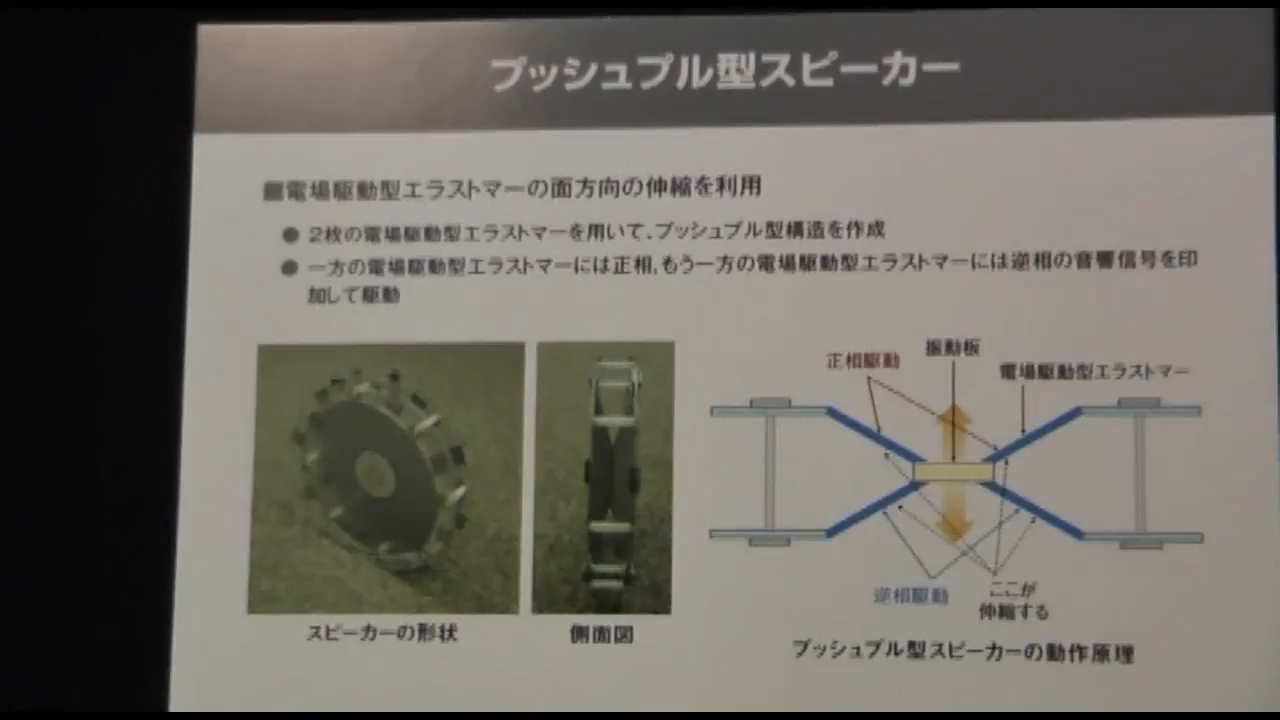 プッシュプル型スピーカー
■電場駆動型エラストマーの面方向の伸縮を利用
● 2枚の電場駆動型エラストマーを用いて、プッシュプル型構造を作成
● 一方の電場駆動型エラストマーには正相,もう一方の電場駆動型エラストマーには逆相の音響信号を印
加して駆動
振動板
正相駆動
電場駆動型エラストマー
逆相駆動
ここが
伸縮する
スピーカーの形状
側面図
プッシュプル型スピーカーの動作原理